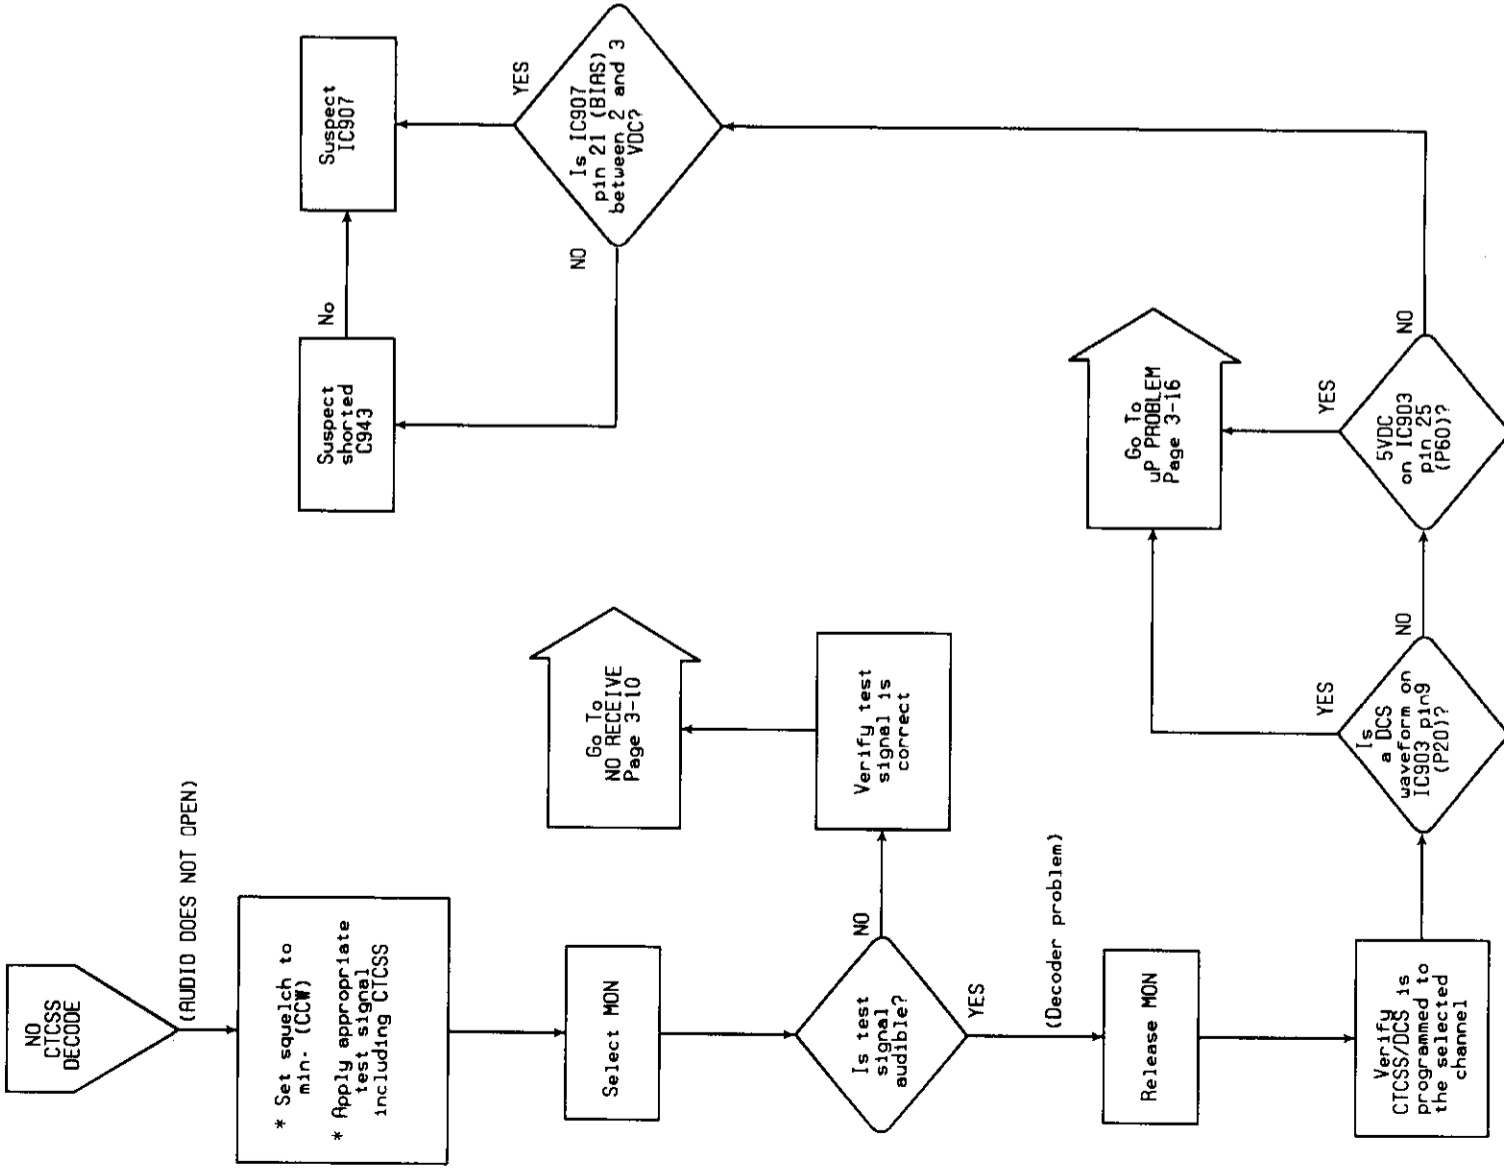 NO
CTCSS
DECODE
(AUDIO DOES NOT OPEN)
* Set squelch to
min. (CCW)
* Apply appropriate
test signal
including CTCSS
Select MON
Is test
signal
audible?
NO
YES
Verify test
signal is
correct
Go To
NO RECEIVE
Page 3-10
(Decoder problem)
Release MON
Verify
CTCSS/DCS is
programmed to
the selected
channel
Is
a DCS
waveform on
IC903 pin9
(P20)?
YES
NO
5VDC
on IC903
pin 25
(P60)?
YES
NO
Go To
uP PROBLEM
Page 3-16
Is IC907
pin 21 (BIAS)
between 2 and 3
VDC?
YES
NO
Suspect
shorted
C943
No
Suspect
IC907